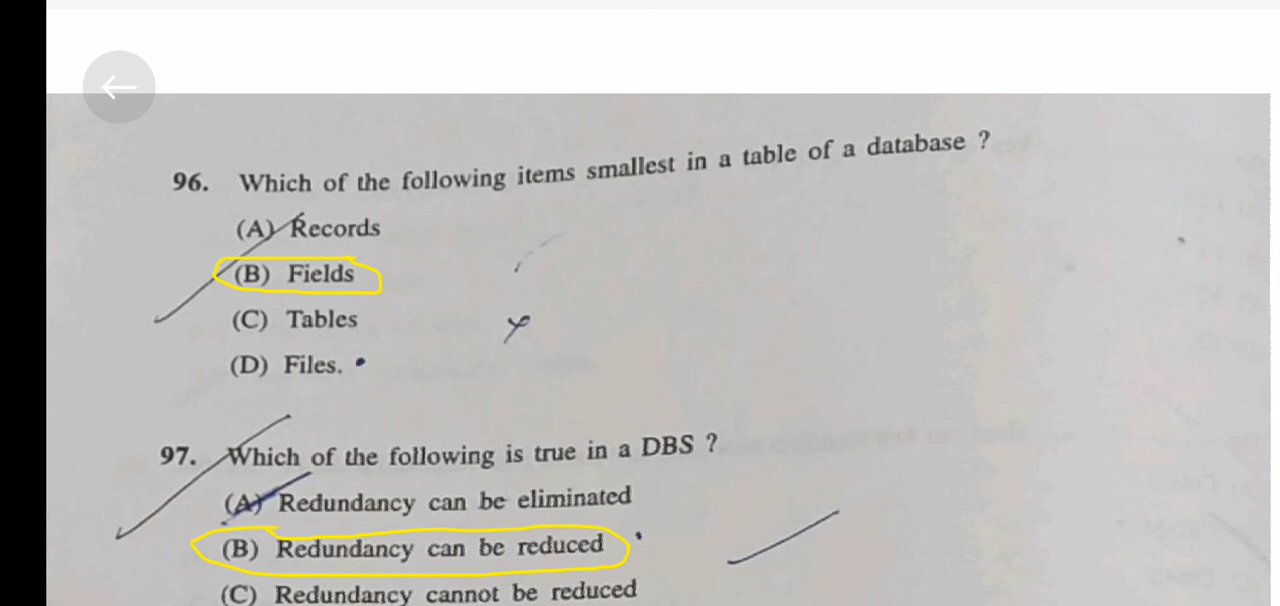 96. Which of the following items smallest in a table of a database ?
(A) Records
(B) Fields
(C) Tables
(D) Files.
97. Which of the following is true in a DBS ?
(A) Redundancy can be eliminated
(B) Redundancy can be reduced
(C) Redundancy cannot be reduced